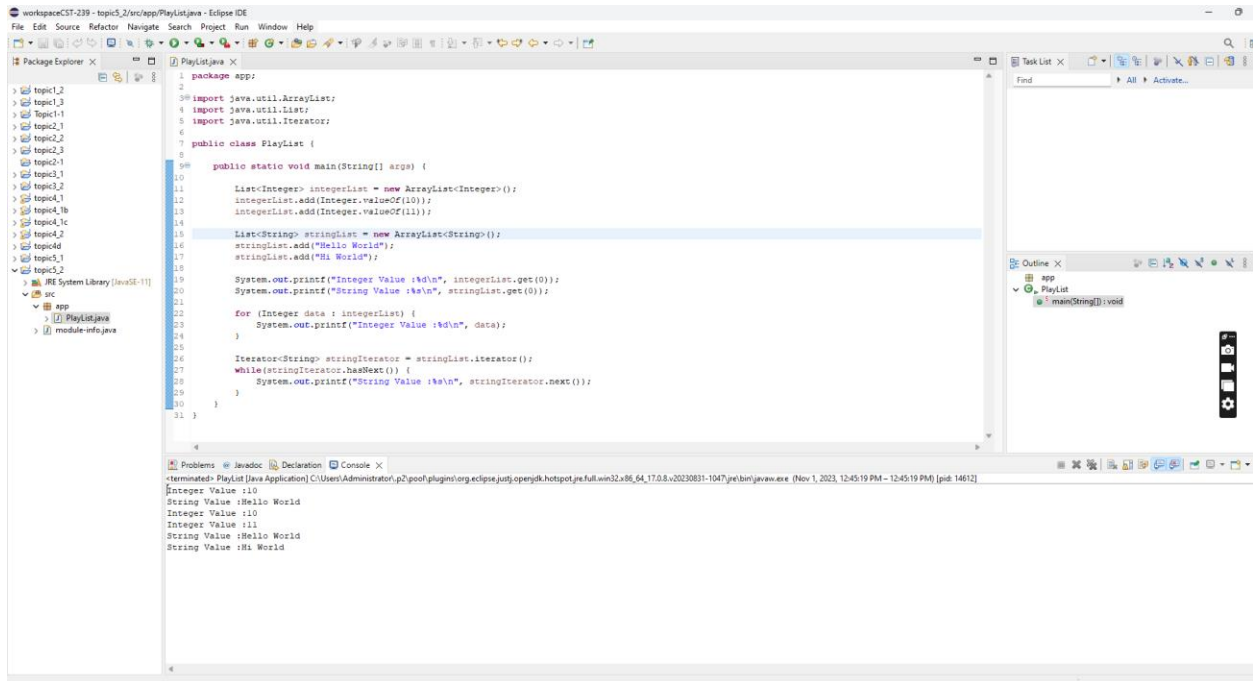 workspaceCST-239 - topic5_2/src/app/PlayList.java - Eclipse IDE
File Edit Source Refactor Navigate Search Project Run Window Help
Package Explorer
topic1_2
topic1_3
Topic1-1
topic2_1
topic2_2
topic2_3
topic2-1
topic3_1
topic3_2
topic4_1
topic4_1b
topic4_1c
topic4_2
topic4d
topic5_1
topic5_2
JRE System Library [JavaSE-11]
src
app
PlayList.java
module-info.java
PlayList.java
1 package app;
2
3 import java.util.ArrayList;
4 import java.util.List;
5 import java.util.Iterator;
6
7 public class PlayList {
8
9 public static void main(String[] args) {
10
11 List<Integer> integerList = new ArrayList<Integer>();
12 integerList.add(Integer.valueOf(10));
13 integerList.add(Integer.valueOf(11));
14
15 List<String> stringList = new ArrayList<String>();
16 stringList.add("Hello World");
17 stringList.add("Hi World");
18
19 System.out.printf("Integer Value :%d\n", integerList.get(0));
20 System.out.printf("String Value :%s\n", stringList.get(0));
21
22 for (Integer data : integerList) {
23 System.out.printf("Integer Value :%d\n", data);
24 }
25
26 Iterator<String> stringIterator = stringList.iterator();
27 while(stringIterator.hasNext()) {
28 System.out.printf("String Value :%s\n", stringIterator.next());
29 }
30 }
31 }
Task List
Find All Activate...
Outline
app
PlayList
main(String[]) : void
Problems Javadoc Declaration Console
<terminated> PlayList [Java Application] C:\Users\Administrator\.p2\pool\plugins\org.eclipse.justj.openjdk.hotspot.jre.full.win32.x86_64_17.0.8.v20230831-1047\jre\bin\javaw.exe (Nov 1, 2023, 12:45:19 PM – 12:45:19 PM) [pid: 14612]
Integer Value :10
String Value :Hello World
Integer Value :10
Integer Value :11
String Value :Hello World
String Value :Hi World